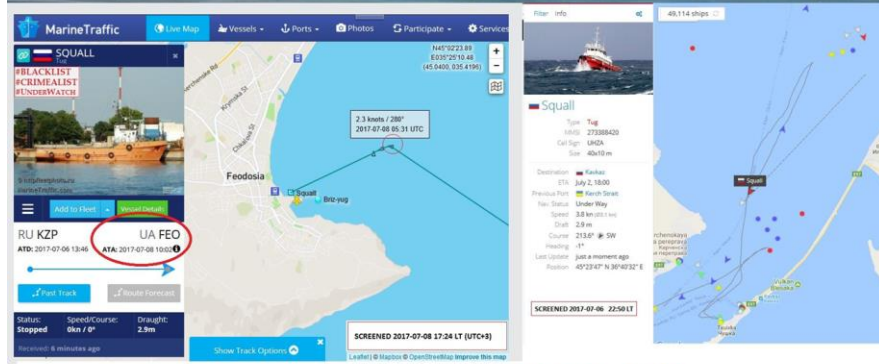 MarineTraffic
Live Map
Vessels
Ports
Photos
Participate
Services
SQUALL
Tug
#BLACKLIST
#CRIMEALIST
#UNDERWATCH
Add to Fleet
Vessel Details
RU KZP
UA FEO
ATD: 2017-07-06 13:46
ATA: 2017-07-08 10:02
Past Track
Route Forecast
Status:
Stopped
Speed/Course:
0kn / 0°
Draught:
2.9m
Received: 6 minutes ago
N45°02'23.89
E035°25'10.48
(45.0400, 035.4196)
+
-
2.3 knots / 280°
2017-07-08 05:31 UTC
Feodosia
Squall
Briz-yug
Show Track Options
SCREENED 2017-07-08 17:24 LT (UTC+3)
Leaflet | © Mapbox © OpenStreetMap Improve this map
Filter Info
Squall
Type Tug
MMSI 273388420
Call Sign UHZA
Size 40x10 m
Destination Kavkaz
ETA July 2, 18:00
Previous Port Kerch Strait
Nav. Status Under Way
Speed 3.8 kn
Draft 2.9 m
Course 213.6° SW
Heading -1°
Last Update just a moment ago
Position 45°23'47" N 36°40'32" E
SCREENED 2017-07-06 22:50 LT
49,114 ships
Squall